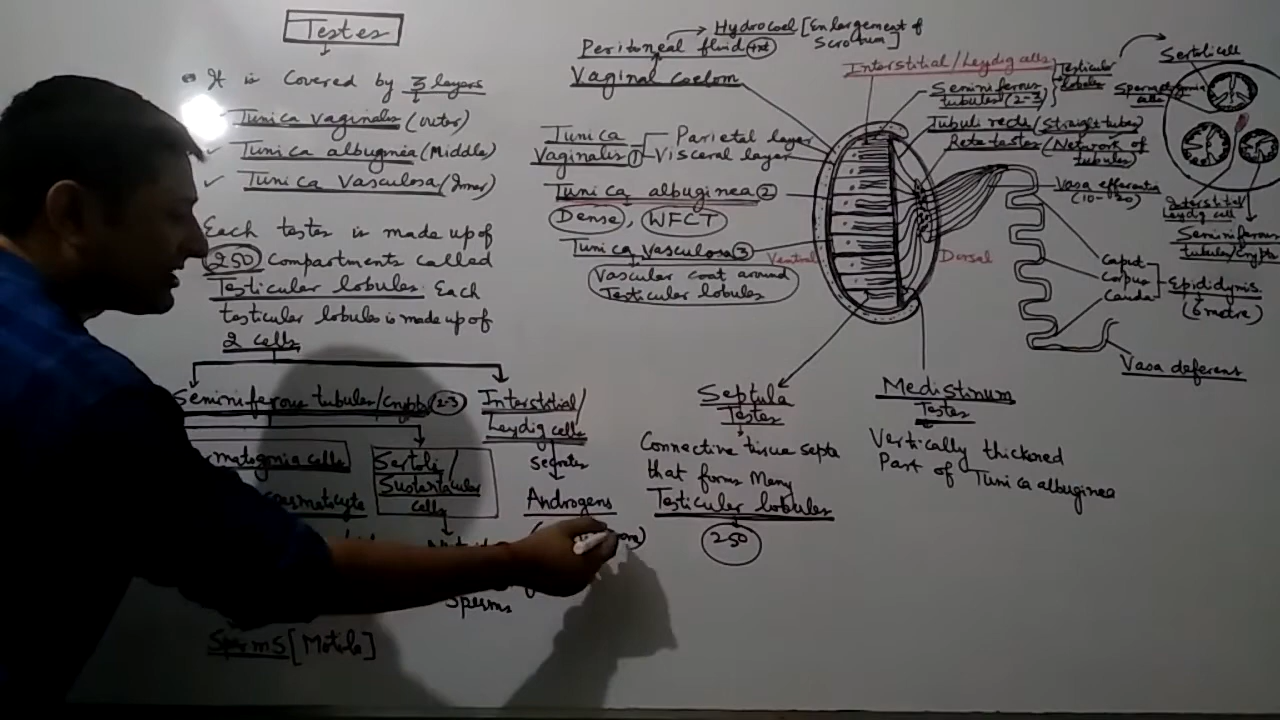 Testes
It is Covered by 3 layers
Tunica vaginalis (outer)
Tunica albugnea (Middle)
Tunica Vasculosa (Inner)
Each testes is made up of
250 Compartments called
Testicular lobules. Each
testicular lobules is made up of
2 cells
Seminiferous tubules/Crypts (2-3)
Interstitial/
Leydig cells
Secretes
Androgens
rmatogonia cells
Sertoli/
Sustentacular
cells
Sperms
Sperms [Motile]
Hydrocoel [Enlargement of
Scrotum]
Peritoneal fluid
Vaginal Coelom
Tunica
Vaginalis 1
Parietal layer
Visceral layer
Tunica albuginea 2
Dense, WFCT
Tunica Vasculosa 3
Vascular coat around
Testicular lobules
Ventral
Dorsal
Interstitial/Leydig cells
Seminiferous
tubules (2-3)
Testicular
lobules
Tubuli recti (Straight tubes)
Rete testes (Network of
tubules)
Vasa efferentia
(10-20)
Caput
Corpus
Cauda
Epididymis
(6 metre)
Vasa deferens
Sertoli cell
Spermatogonia
cells
Interstitial
Leydig cell
Seminiferous
tubule/Crypts
Septula
Testes
Connective tissue septa
that forms Many
Testicular lobules
250
Medistinum
Testes
Vertically thickered
Part of Tunica albuginea